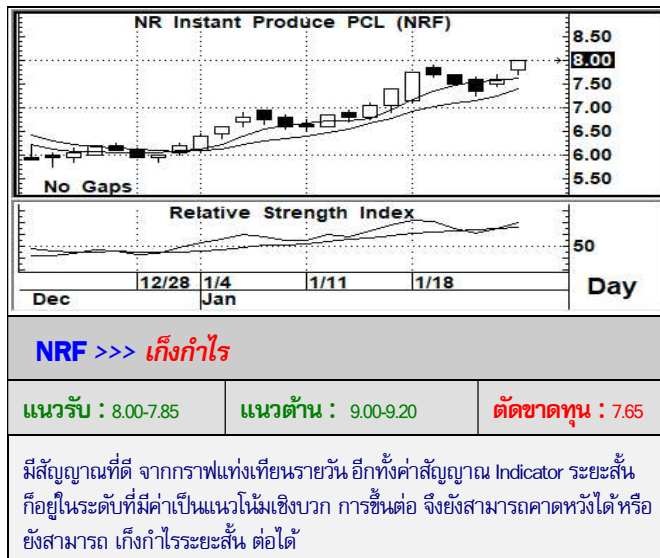 NR Instant Produce PCL (NRF)
8.50
8.00
7.50
7.00
6.50
6.00
5.50
No Gaps
Relative Strength Index
50
12/28 1/4 1/11 1/18
Dec Jan
Day
NRF >>> เก็งกำไร
แนวรับ : 8.00-7.85 แนวต้าน : 9.00-9.20 ตัดขาดทุน : 7.65
มีสัญญาณที่ดี จากกราฟแท่งเทียนรายวัน อีกทั้งค่าสัญญาณ Indicator ระยะสั้น
ก็อยู่ในระดับที่มีค่าเป็นแนวโน้มเชิงบวก การขึ้นต่อ จึงยังสามารถคาดหวังได้หรือ
ยังสามารถ เก็งกำไรระยะสั้น ต่อได้